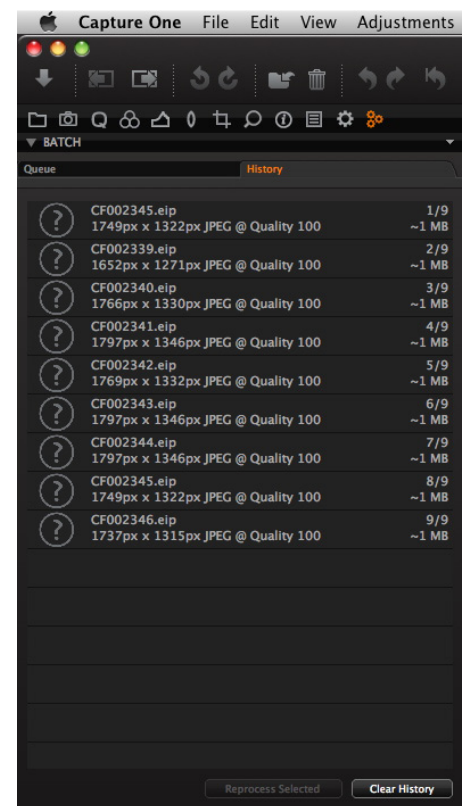 Capture One File Edit View Adjustments
BATCH
Queue History
CF002345.eip 1/9
1749px x 1322px JPEG @ Quality 100 ~1 MB
CF002339.eip 2/9
1652px x 1271px JPEG @ Quality 100 ~1 MB
CF002340.eip 3/9
1766px x 1330px JPEG @ Quality 100 ~1 MB
CF002341.eip 4/9
1797px x 1346px JPEG @ Quality 100 ~1 MB
CF002342.eip 5/9
1769px x 1332px JPEG @ Quality 100 ~1 MB
CF002343.eip 6/9
1797px x 1346px JPEG @ Quality 100 ~1 MB
CF002344.eip 7/9
1797px x 1346px JPEG @ Quality 100 ~1 MB
CF002345.eip 8/9
1749px x 1322px JPEG @ Quality 100 ~1 MB
CF002346.eip 9/9
1737px x 1315px JPEG @ Quality 100 ~1 MB
Reprocess Selected Clear History